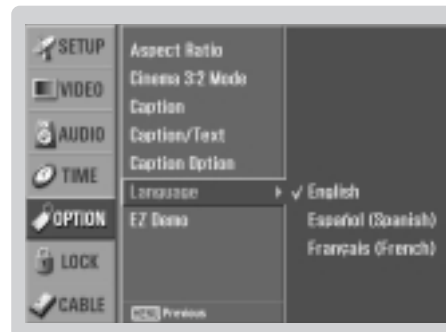 SETUP
VIDEO
AUDIO
TIME
OPTION
LOCK
CABLE
Aspect Ratio
Cinema 3:2 Mode
Caption
Caption/Text
Caption Option
Language
EZ Demo
MENU Previous
✓ English
Español (Spanish)
Français (French)